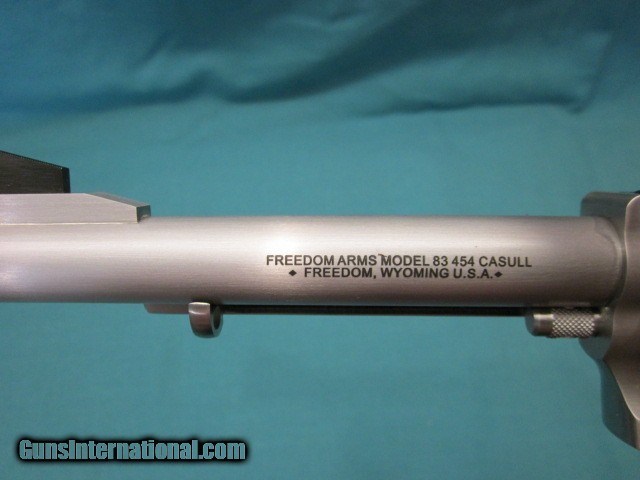 FREEDOM ARMS MODEL 83 454 CASULL
◆ FREEDOM, WYOMING U.S.A. ◆
GunsInternational.com